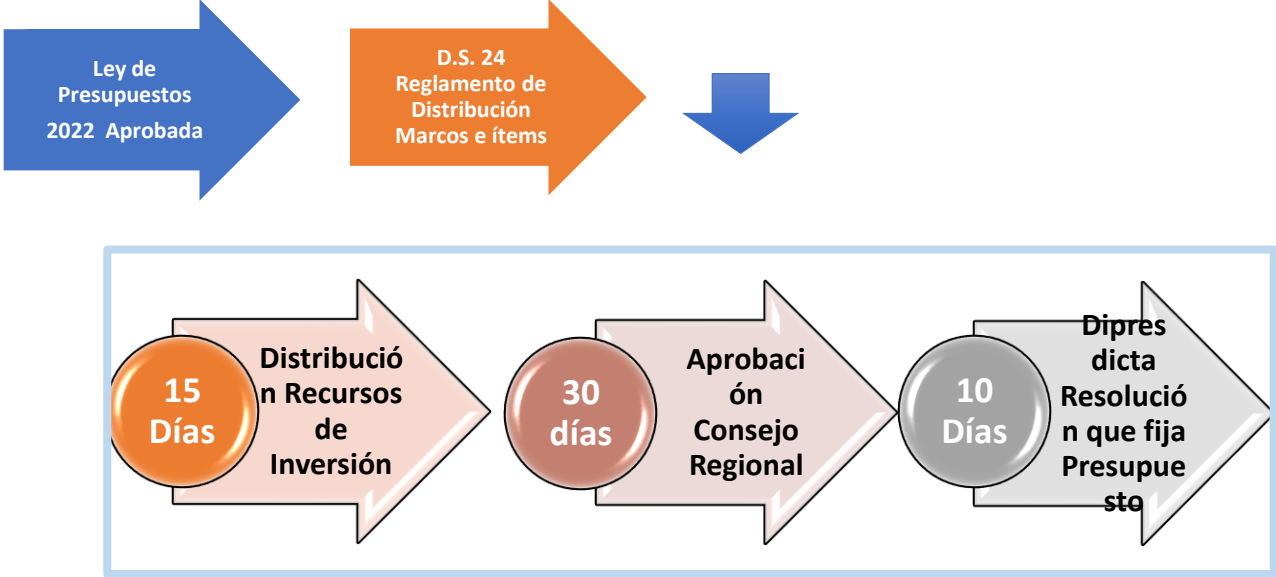 Ley de
Presupuestos
2022 Aprobada
D.S. 24
Reglamento de
Distribución
Marcos e ítems
15
Días
Distribució
n Recursos
de
Inversión
30
días
Aprobaci
ón
Consejo
Regional
10
Días
Dipres
dicta
Resolució
n que fija
Presupue
sto